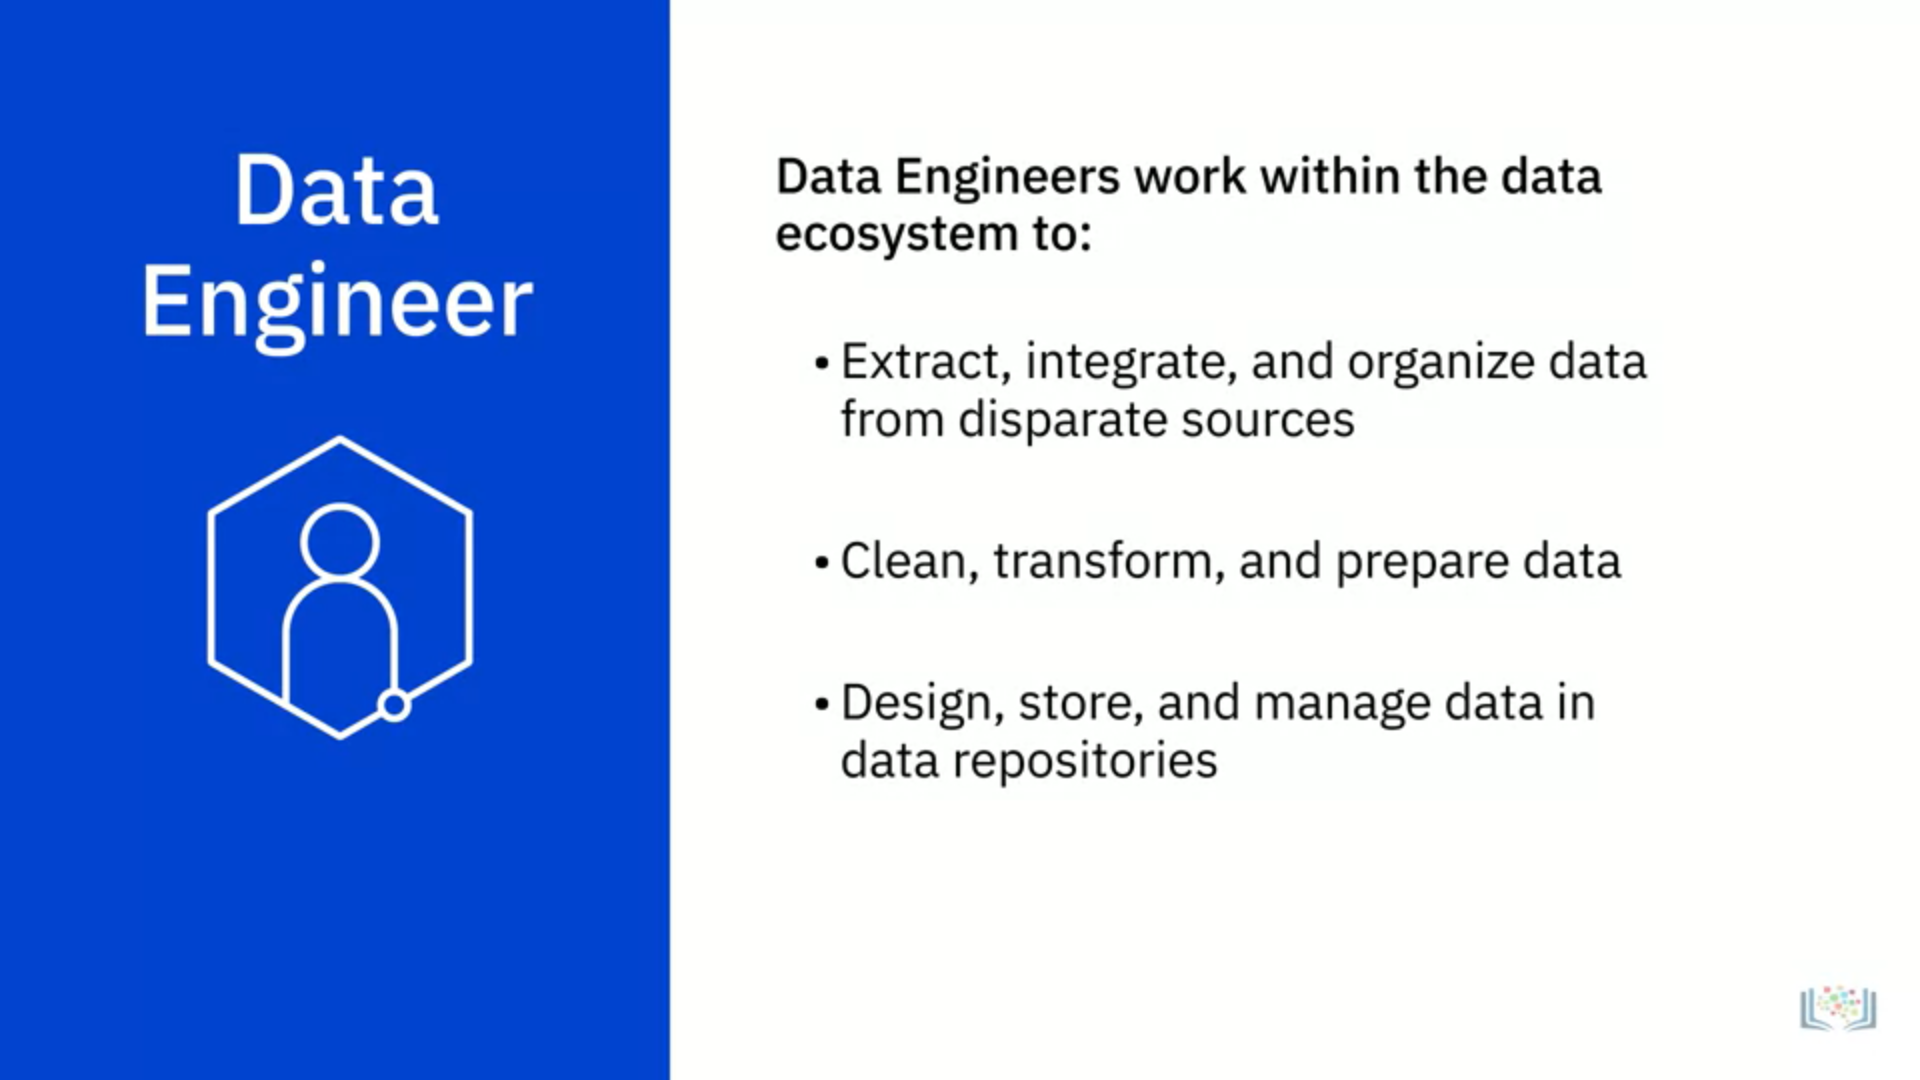 Data
Engineer
Data Engineers work within the data
ecosystem to:
• Extract, integrate, and organize data
from disparate sources
• Clean, transform, and prepare data
• Design, store, and manage data in
data repositories